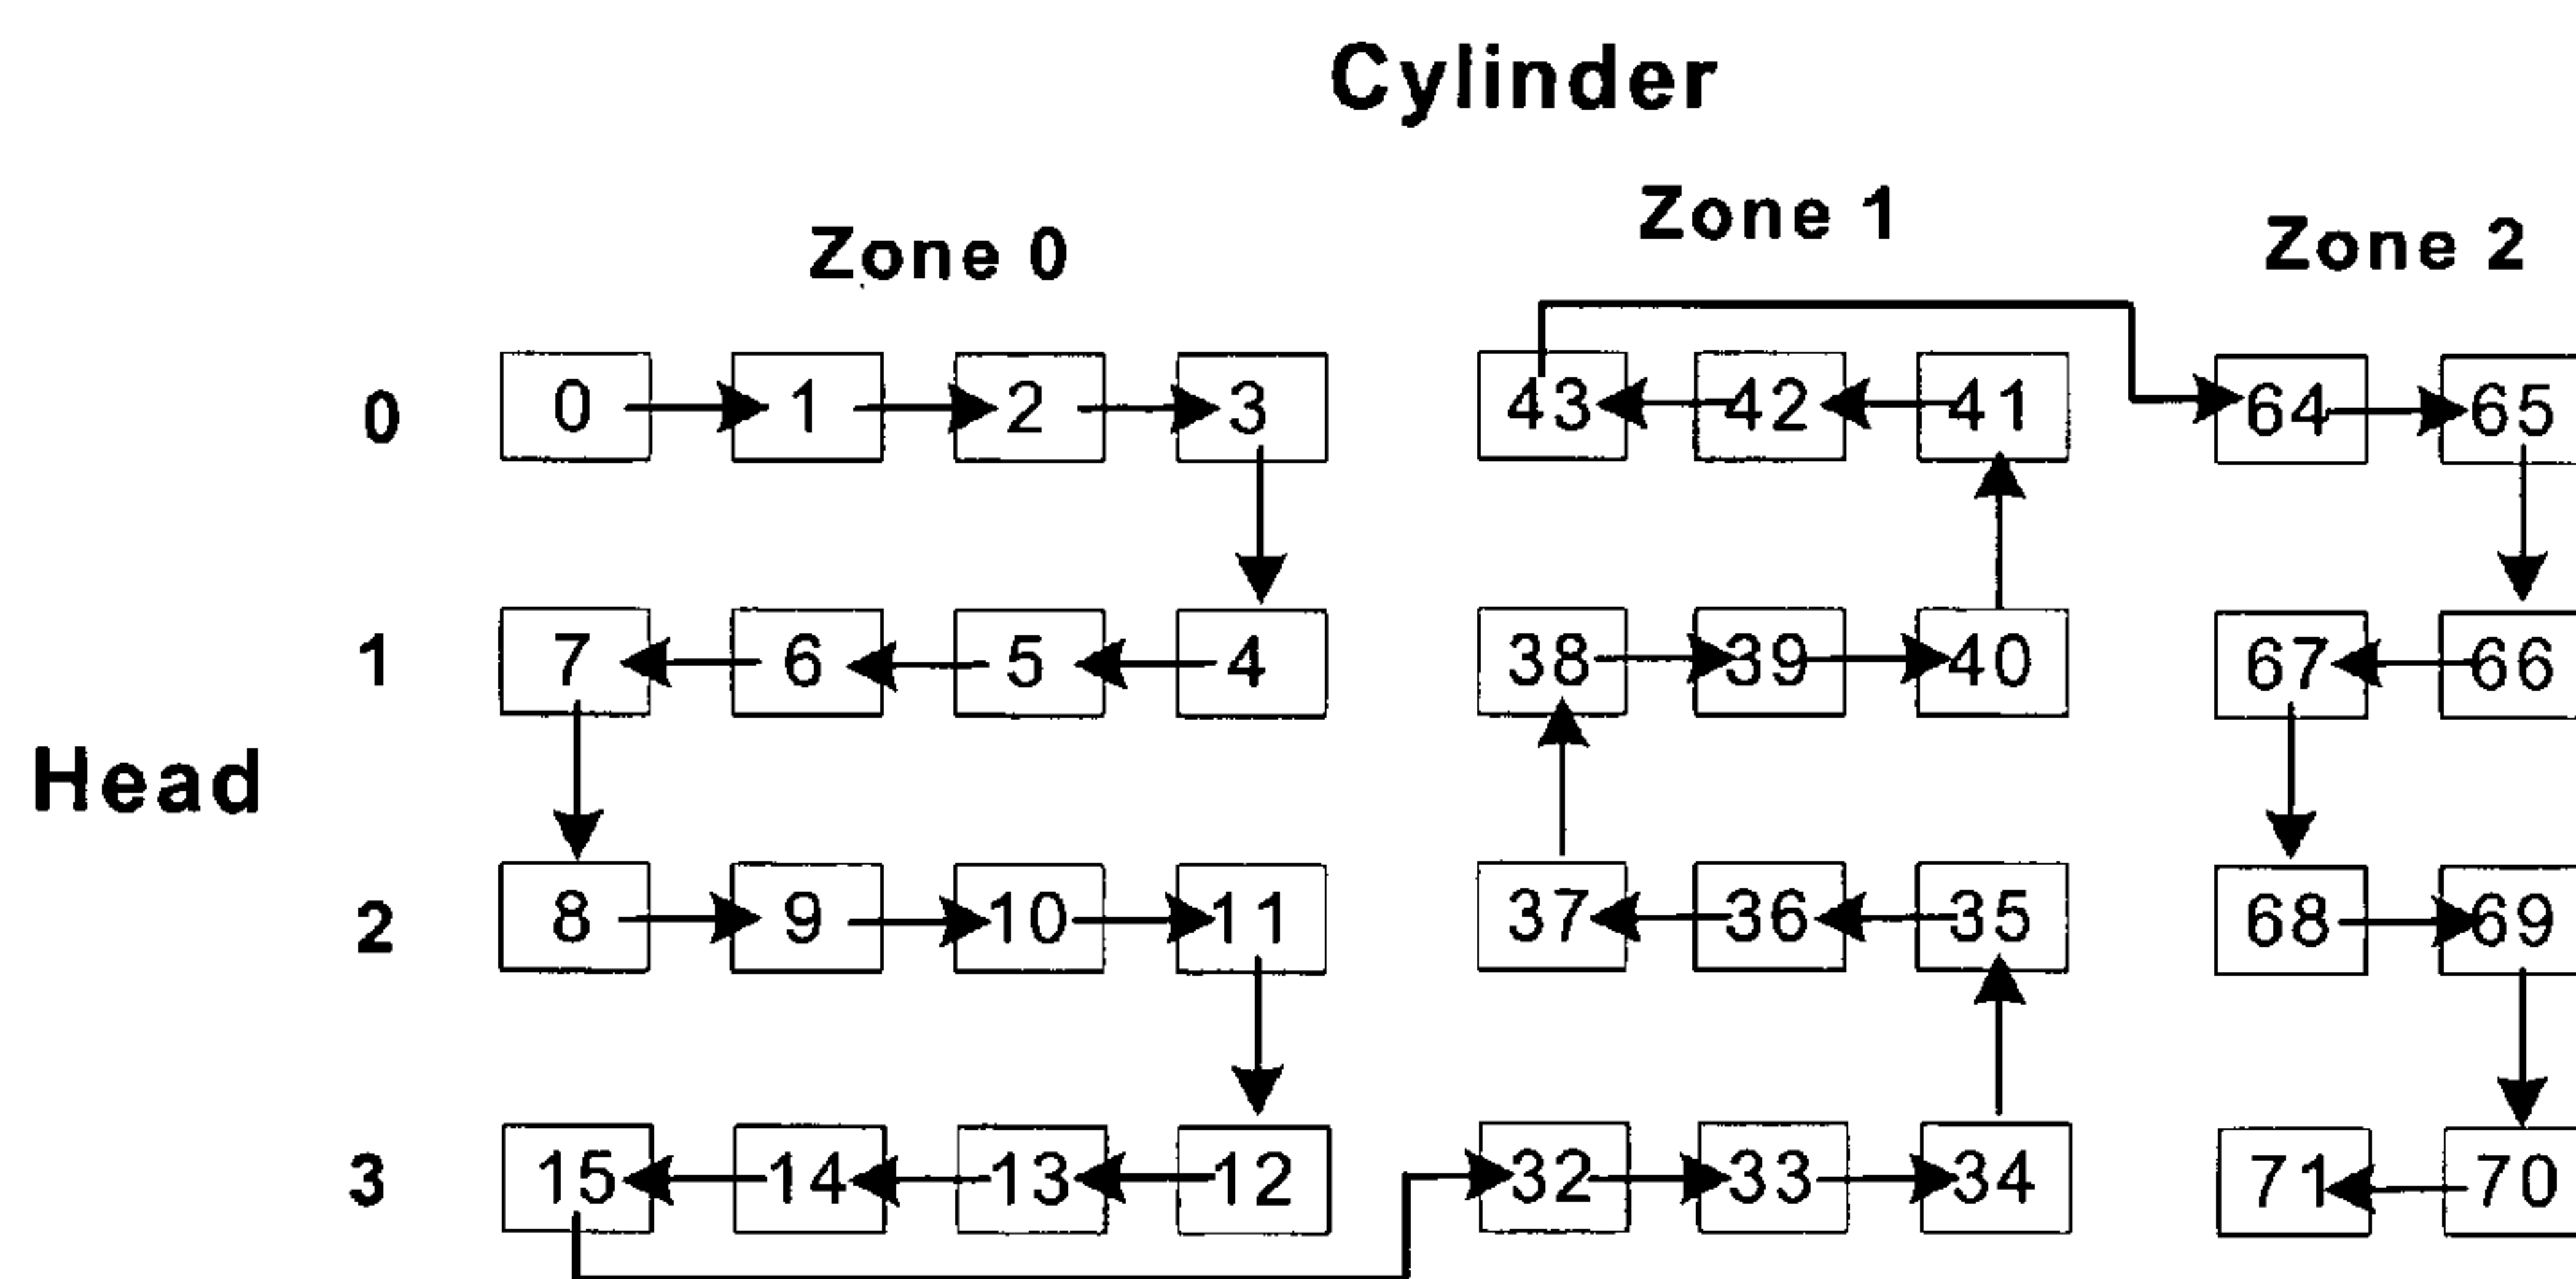 Cylinder
Zone 0 Zone 1 Zone 2
0 0 1 2 3 43 42 41 64 65
1 7 6 5 4 38 39 40 67 66
Head
2 8 9 10 11 37 36 35 68 69
3 15 14 13 12 32 33 34 71 70